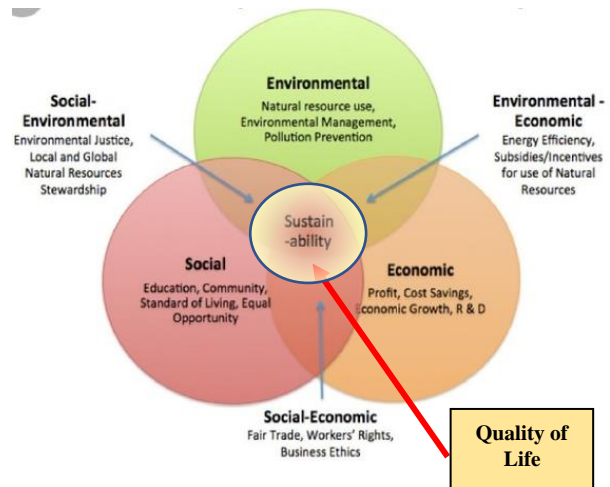 Environmental
Natural resource use,
Environmental Management,
Pollution Prevention
Social-
Environmental
Environmental Justice,
Local and Global
Natural Resources
Stewardship
Environmental -
Economic
Energy Efficiency,
Subsidies/Incentives
for use of Natural
Resources
Sustain
-ability
Social
Education, Community,
Standard of Living, Equal
Opportunity
Economic
Profit, Cost Savings,
Economic Growth, R & D
Social-Economic
Fair Trade, Workers' Rights,
Business Ethics
Quality of
Life